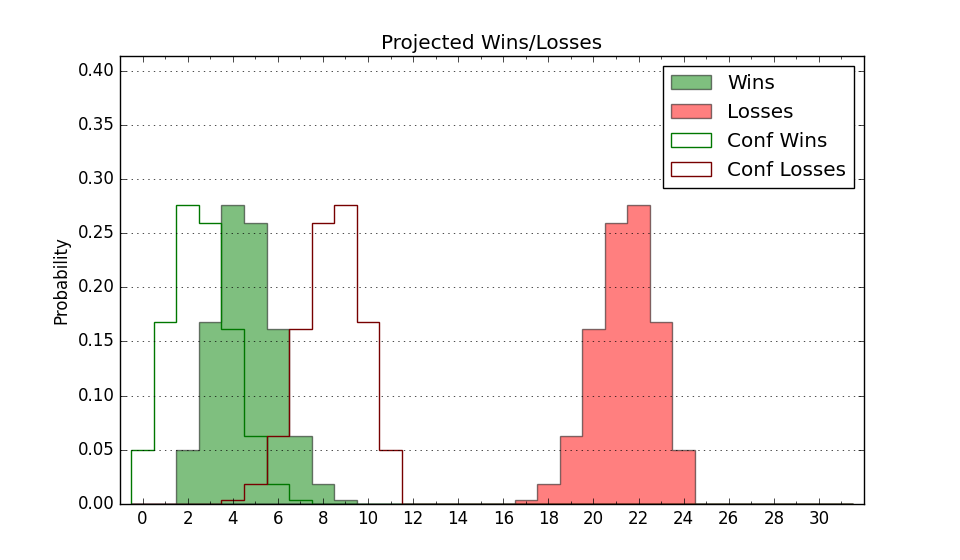 Projected Wins/Losses
Wins
Losses
Conf Wins
Conf Losses
Probability
0.40
0.35
0.30
0.25
0.20
0.15
0.10
0.05
0.00
0 2 4 6 8 10 12 14 16 18 20 22 24 26 28 30